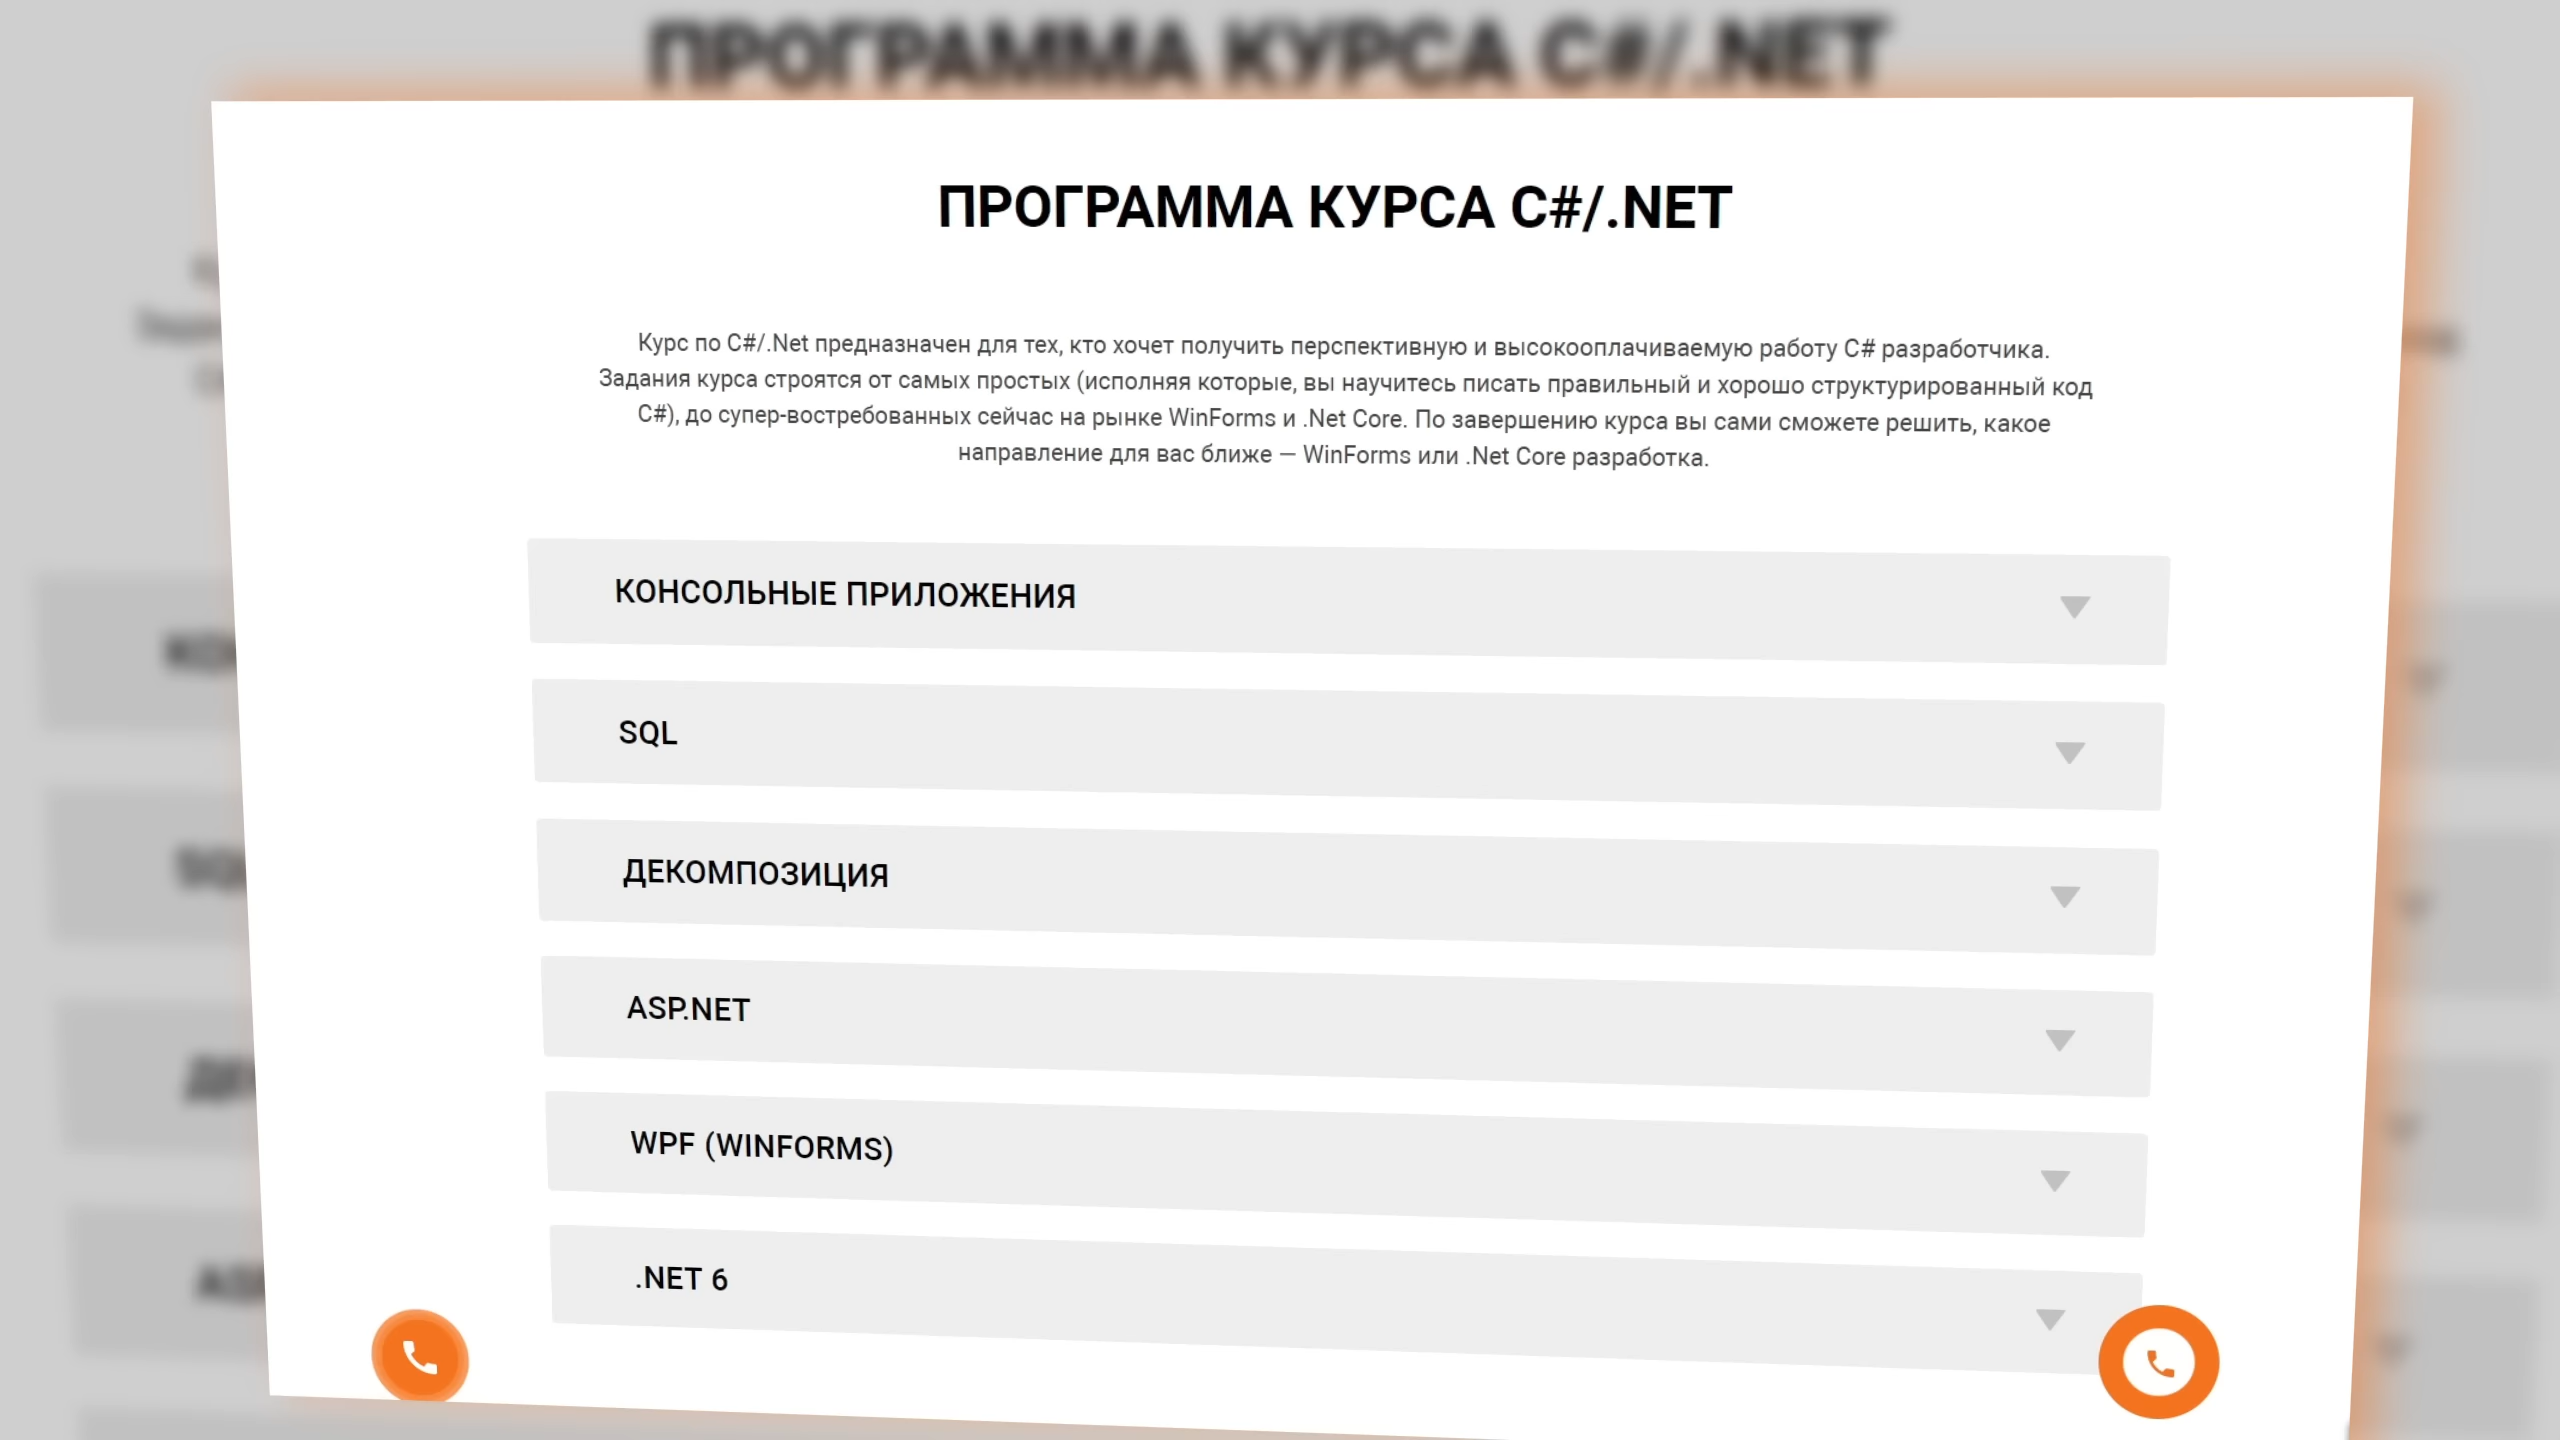 ПРОГРАММА КУРСА C#/.NET
ПРОГРАММА КУРСА C#/.NET
Курс по C#/.Net предназначен для тех, кто хочет получить перспективную и высокооплачиваемую работу C# разработчика.
Задания курса строятся от самых простых (исполняя которые, вы научитесь писать правильный и хорошо структурированный код
C#), до супер-востребованных сейчас на рынке WinForms и .Net Core. По завершению курса вы сами сможете решить, какое
направление для вас ближе — WinForms или .Net Core разработка.
КОНСОЛЬНЫЕ ПРИЛОЖЕНИЯ
SQL
ДЕКОМПОЗИЦИЯ
ASP.NET
WPF (WINFORMS)
.NET 6